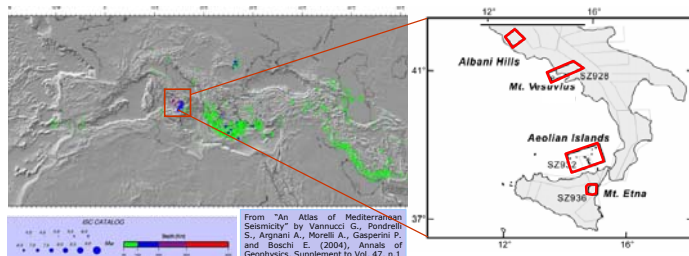 ISC CATALOG
Depth (Km)
From "An Atlas of Mediterranean
Seismicity" by Vannucci G., Pondrelli
S., Argnani A., Morelli A., Gasperini P.
and Boschi E. (2004), Annals of
Geophysics, Supplement to Vol. 47, n.1
12° 16°
41°
Albani Hills
SZ928
Mt. Vesuvius
Aeolian Islands
SZ932
SZ936 Mt. Etna
37°
12° 16°